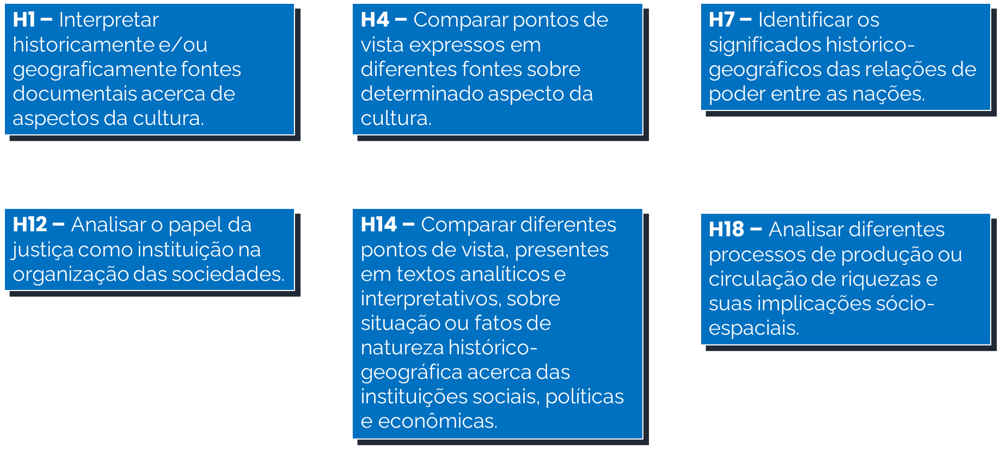 H1 – Interpretar
historicamente e/ou
geograficamente fontes
documentais acerca de
aspectos da cultura.
H4 – Comparar pontos de
vista expressos em
diferentes fontes sobre
determinado aspecto da
cultura.
H7 – Identificar os
significados histórico-
geográficos das relações de
poder entre as nações.
H12 – Analisar o papel da
justiça como instituição na
organização das sociedades.
H14 – Comparar diferentes
pontos de vista, presentes
em textos analíticos e
interpretativos, sobre
situação ou fatos de
natureza histórico-
geográfica acerca das
instituições sociais, políticas
e econômicas.
H18 – Analisar diferentes
processos de produção ou
circulação de riquezas e
suas implicações sócio-
espaciais.